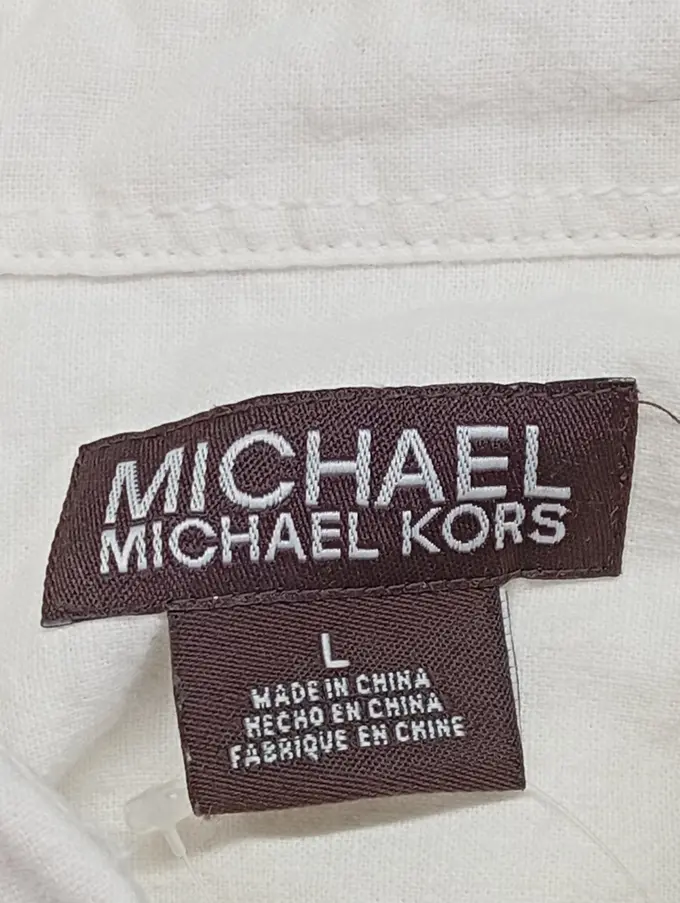 MICHAEL
MICHAEL KORS
L
MADE IN CHINA
HECHO EN CHINA
FABRIQUE EN CHINE